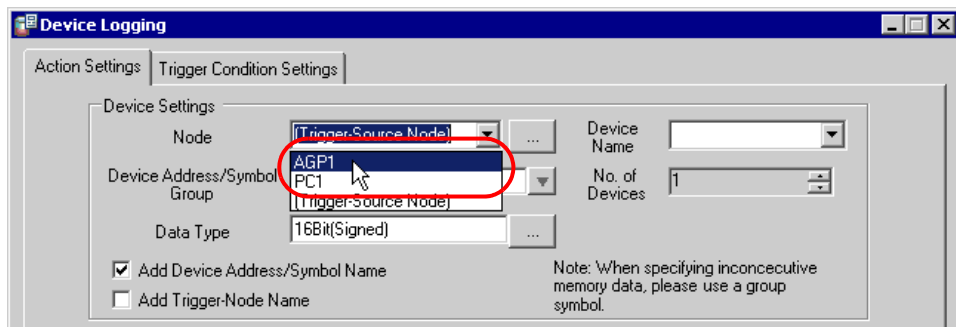 Device Logging
Action Settings
Trigger Condition Settings
Device Settings
Node
(Trigger-Source Node)
...
Device
Name
AGP1
PC1
(Trigger-Source Node)
Device Address/Symbol
Group
No. of
Devices
1
Data Type
16Bit(Signed)
...
Add Device Address/Symbol Name
Add Trigger-Node Name
Note: When specifying inconcecutive
memory data, please use a group
symbol.